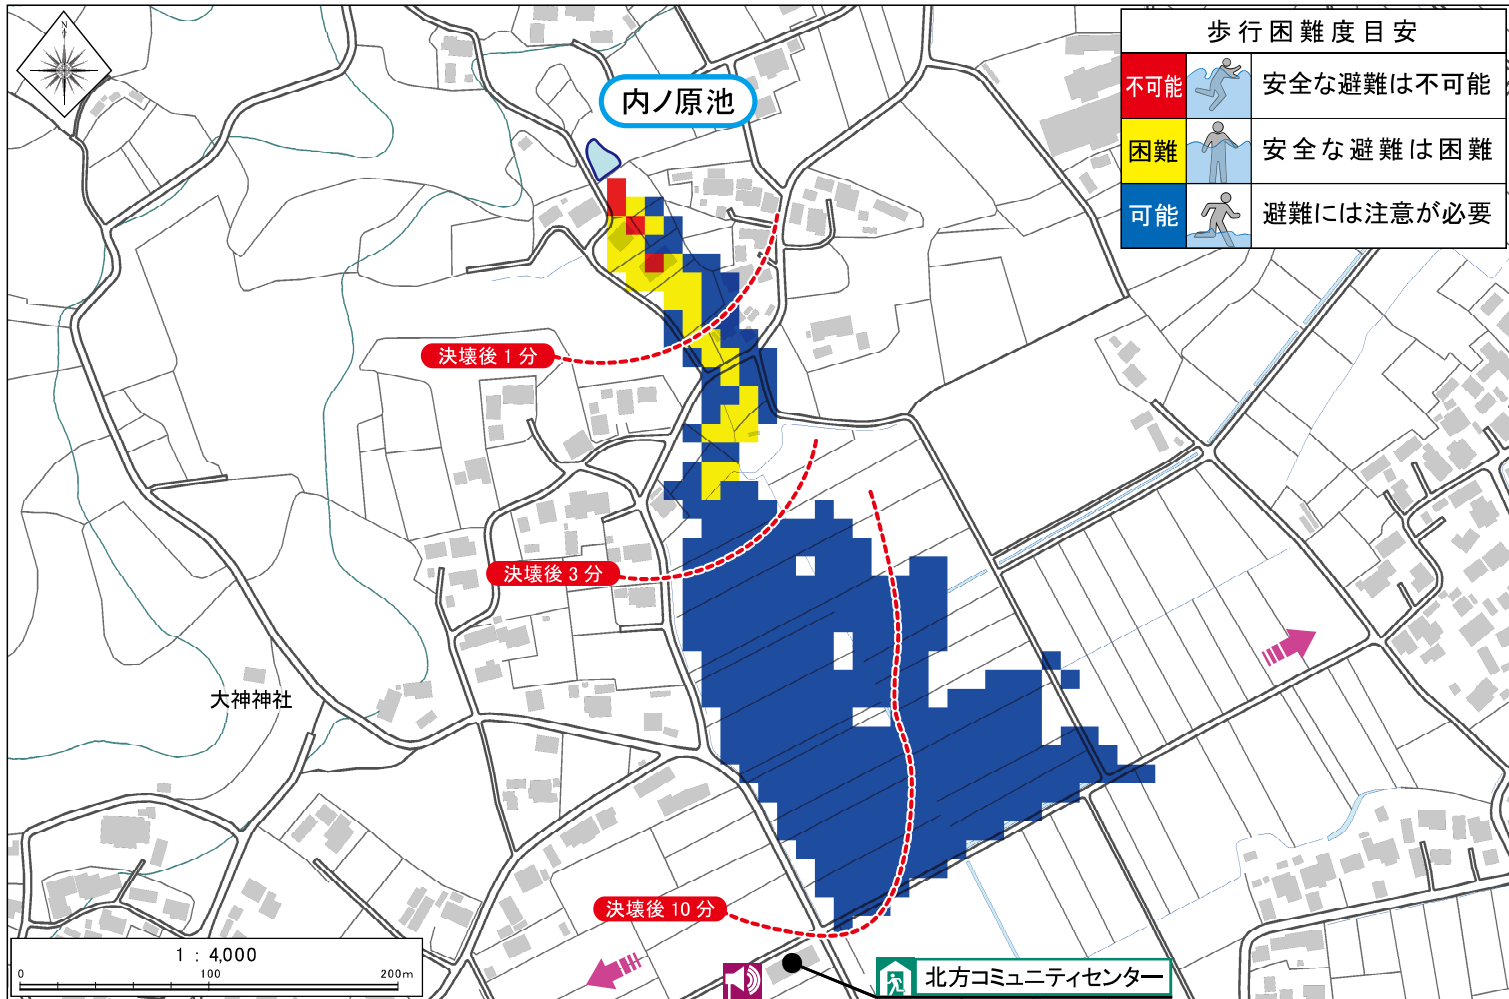 N
内ノ原池
歩行困難度目安
不可能 安全な避難は不可能
困難 安全な避難は困難
可能 避難には注意が必要
決壊後1分
決壊後3分
大神神社
決壊後10分
1：4,000
0 100 200m
北方コミュニティセンター